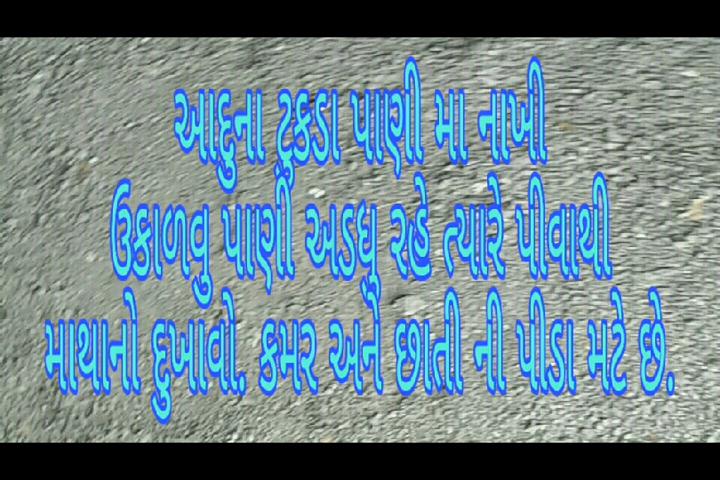 આદુના ટુકડા પાણી મા નાખી
ઉકાળવુ પાણી અડધુ રહે ત્યારે પીવાથી
માથાનો દુખાવો. કમર અને છાતી ની પીડા મટે છે.